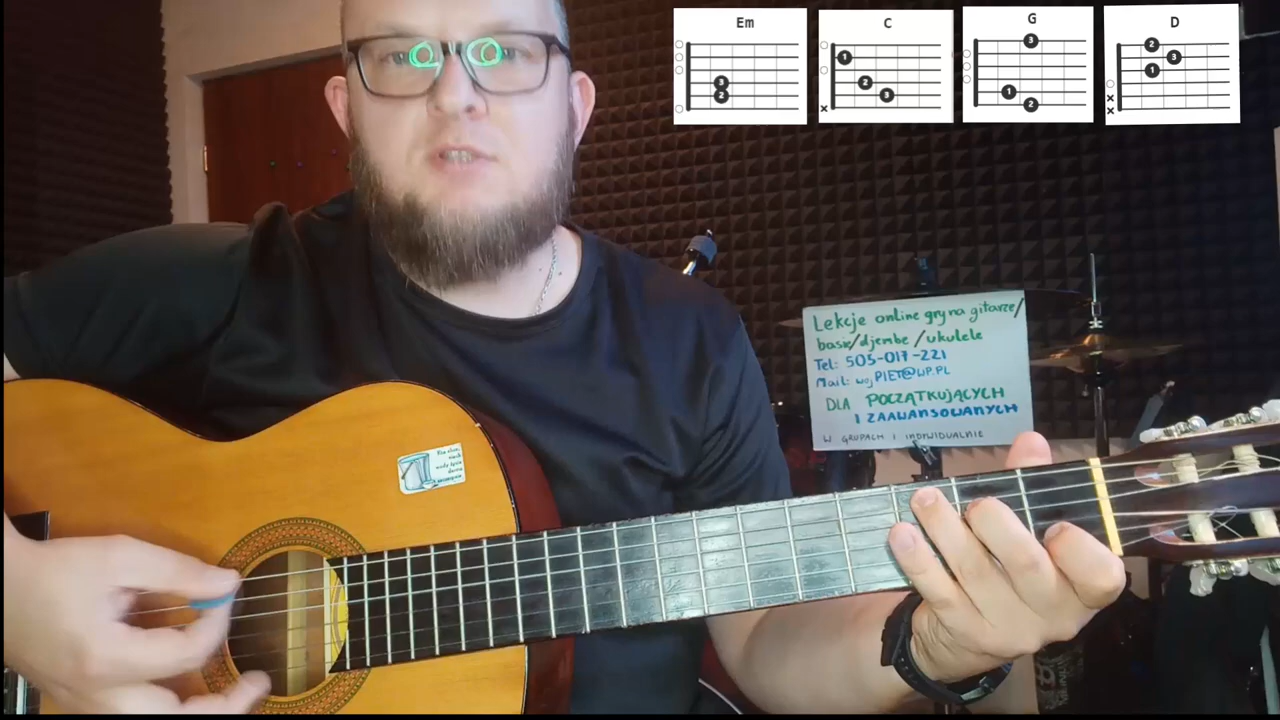 Em
C
G
D
Lekcje online gry na gitarze/
basie/djembe/ukulele
Tel: 505-017-221
Mail: wojPIET@WP.PL
DLA POCZĄTKUJĄCYCH
I ZAAWANSOWANYCH
W GRUPACH I INDYWIDUALNIE